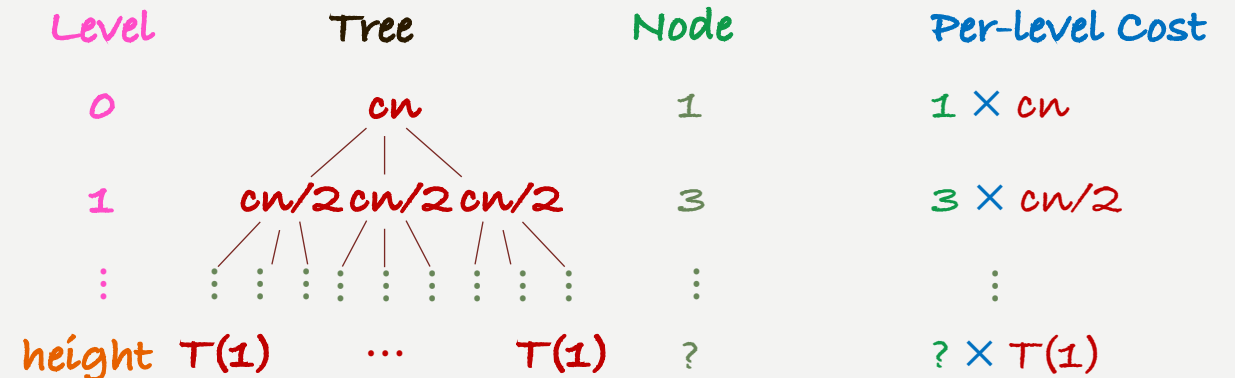 Level Tree Node Per-level Cost
0 cn 1 1 × cn
1 cn/2 cn/2 cn/2 3 3 × cn/2
⋮ ⋮ ⋮ ⋮ ⋮ ⋮ ⋮ ⋮ ⋮ ⋮ ⋮ ⋮
height T(1) ... T(1) ? ? × T(1)